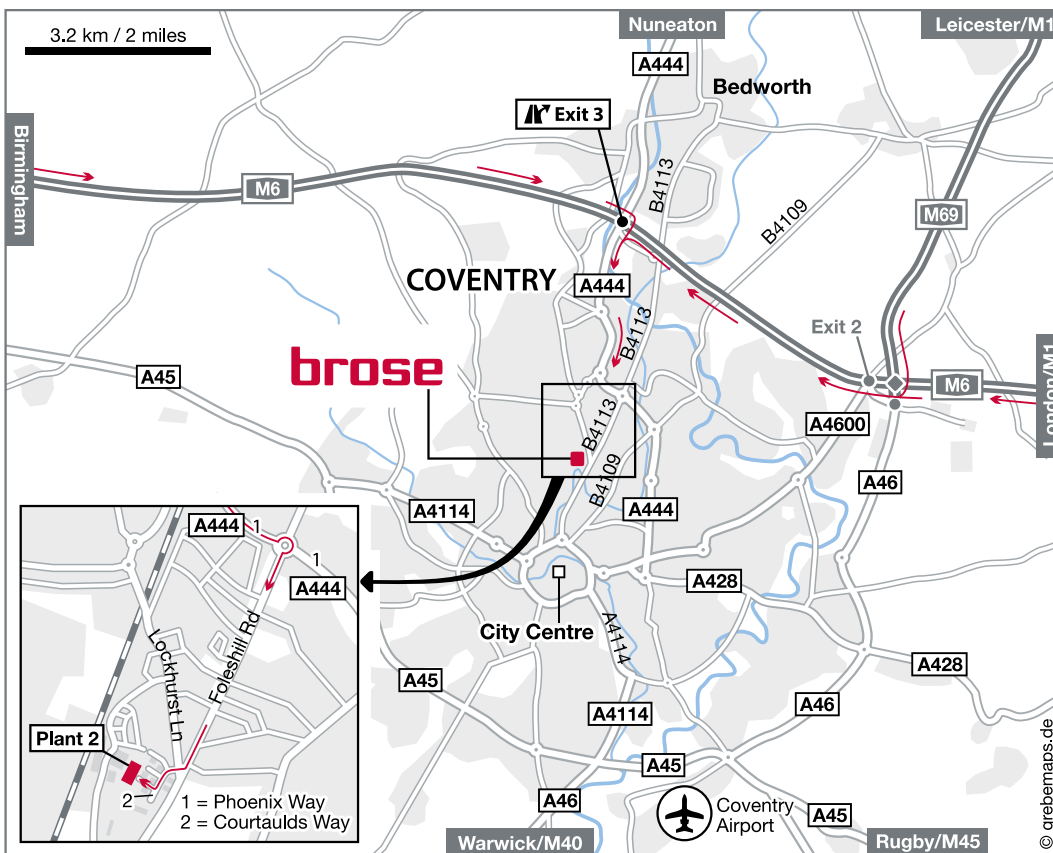 3.2 km / 2 miles
Nuneaton
Leicester/M1
A444
Bedworth
Exit 3
Birmingham
M6
B4113
B4109
M69
COVENTRY
A444
B4113
Exit 2
London/M1
brose
A45
M6
B4113
A4600
B4109
A46
A4114
A444
A444
1
1
A444
A428
City Centre
A4114
Lockhurst Ln
Foleshill Rd
A428
A45
A46
A4114
Plant 2
A45
2
1 = Phoenix Way
2 = Courtaulds Way
A46
Coventry
Airport
A45
Warwick/M40
Rugby/M45
© grebemaps.de